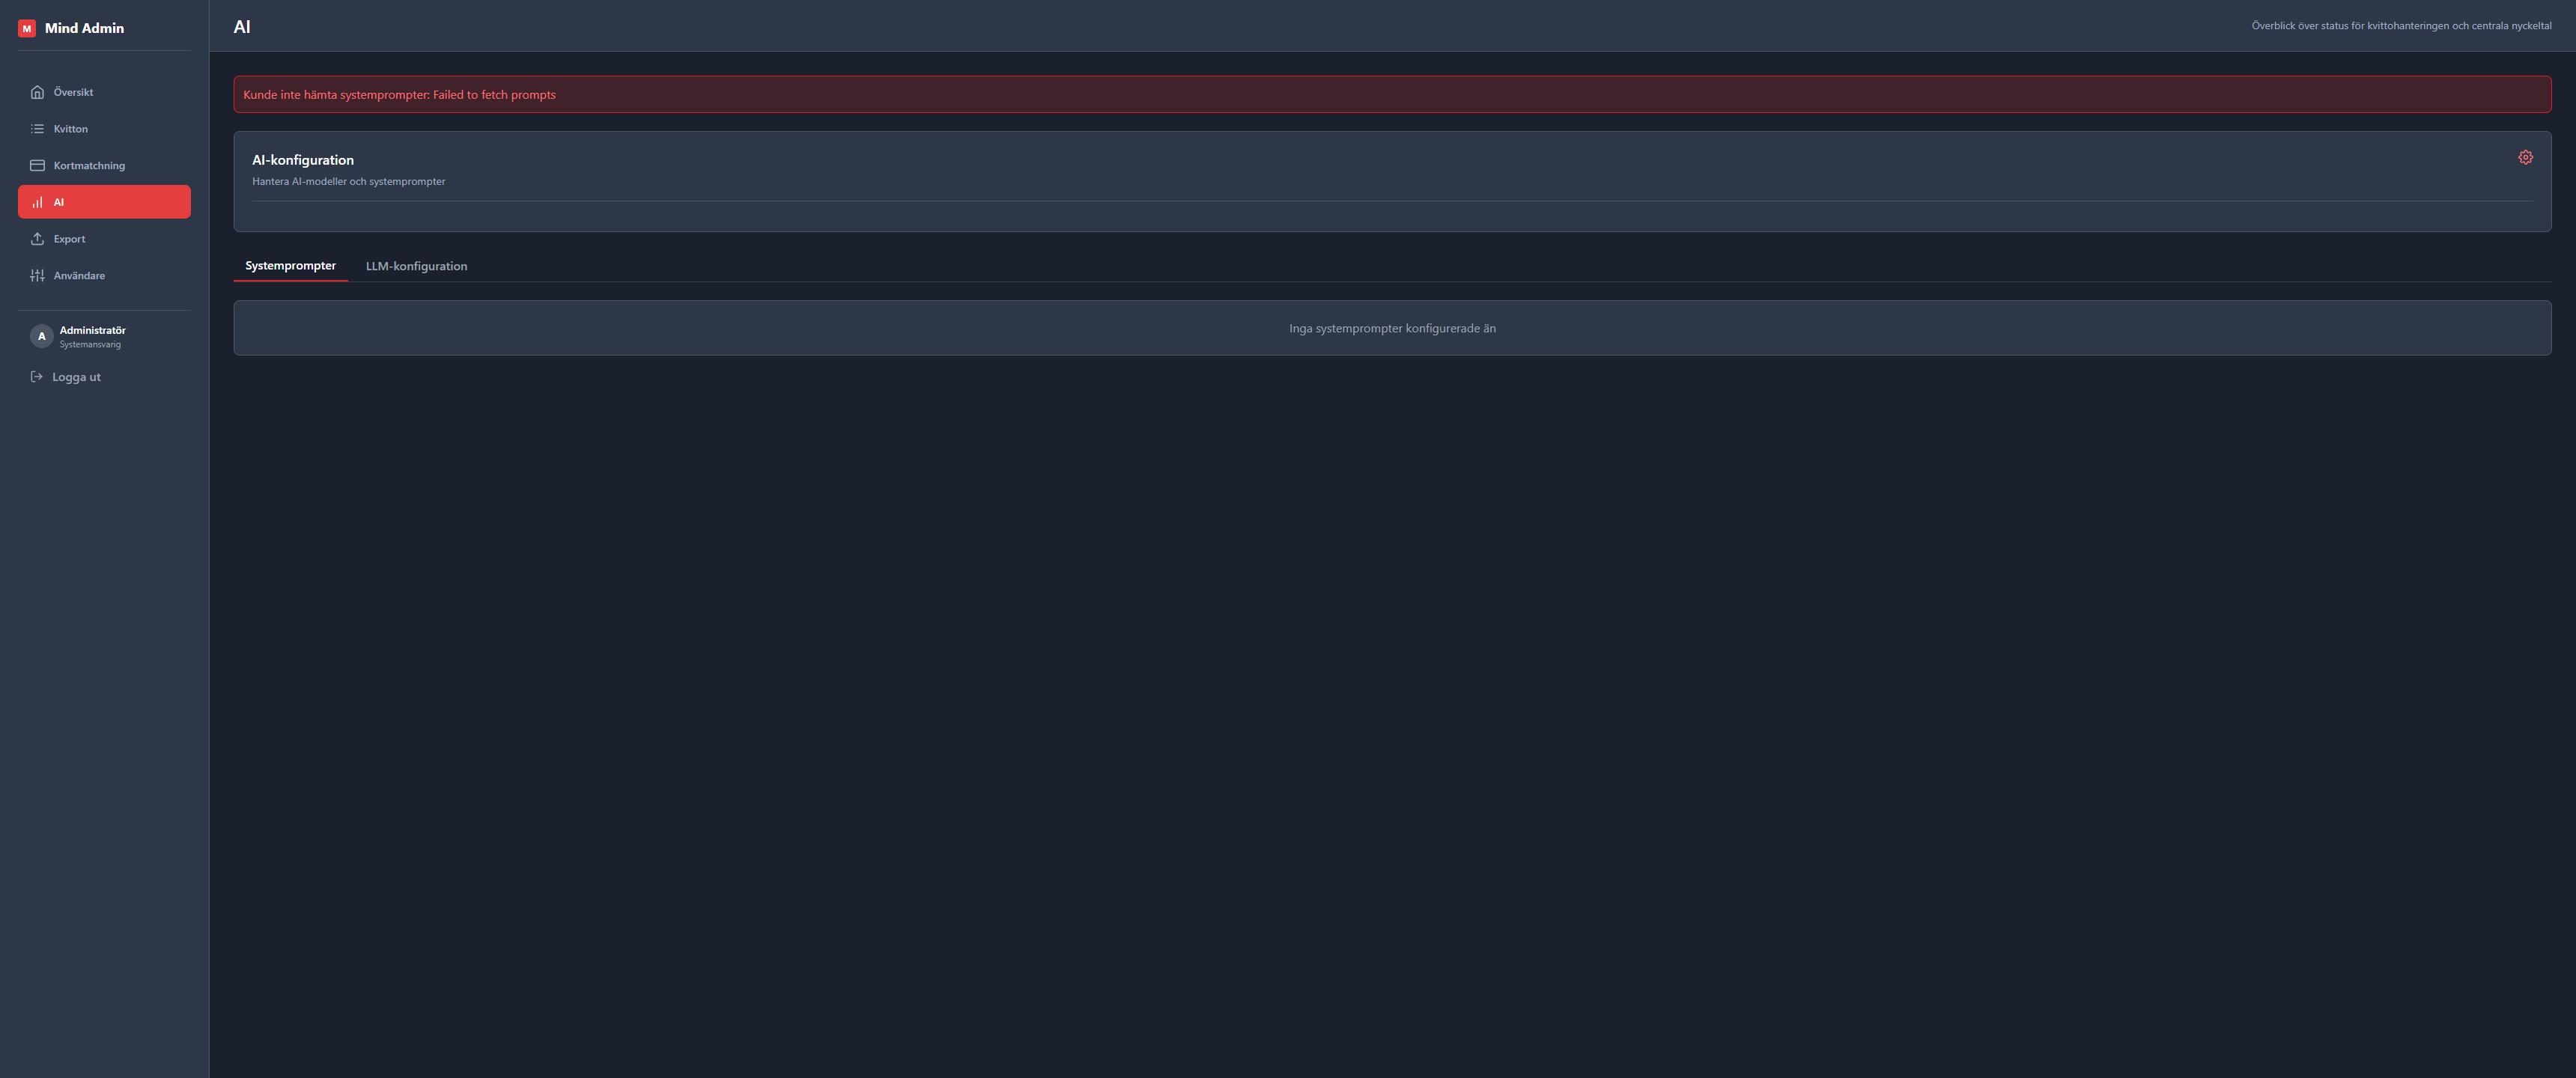 M Mind Admin
Översikt
Kvitton
Kortmatchning
AI
Export
Användare
A
Administratör
Systemansvarig
Logga ut
AI
Överblick över status för kvittohanteringen och centrala nyckeltal
Kunde inte hämta systemprompter: Failed to fetch prompts
AI-konfiguration
Hantera AI-modeller och systemprompter
Systemprompter LLM-konfiguration
Inga systemprompter konfigurerade än